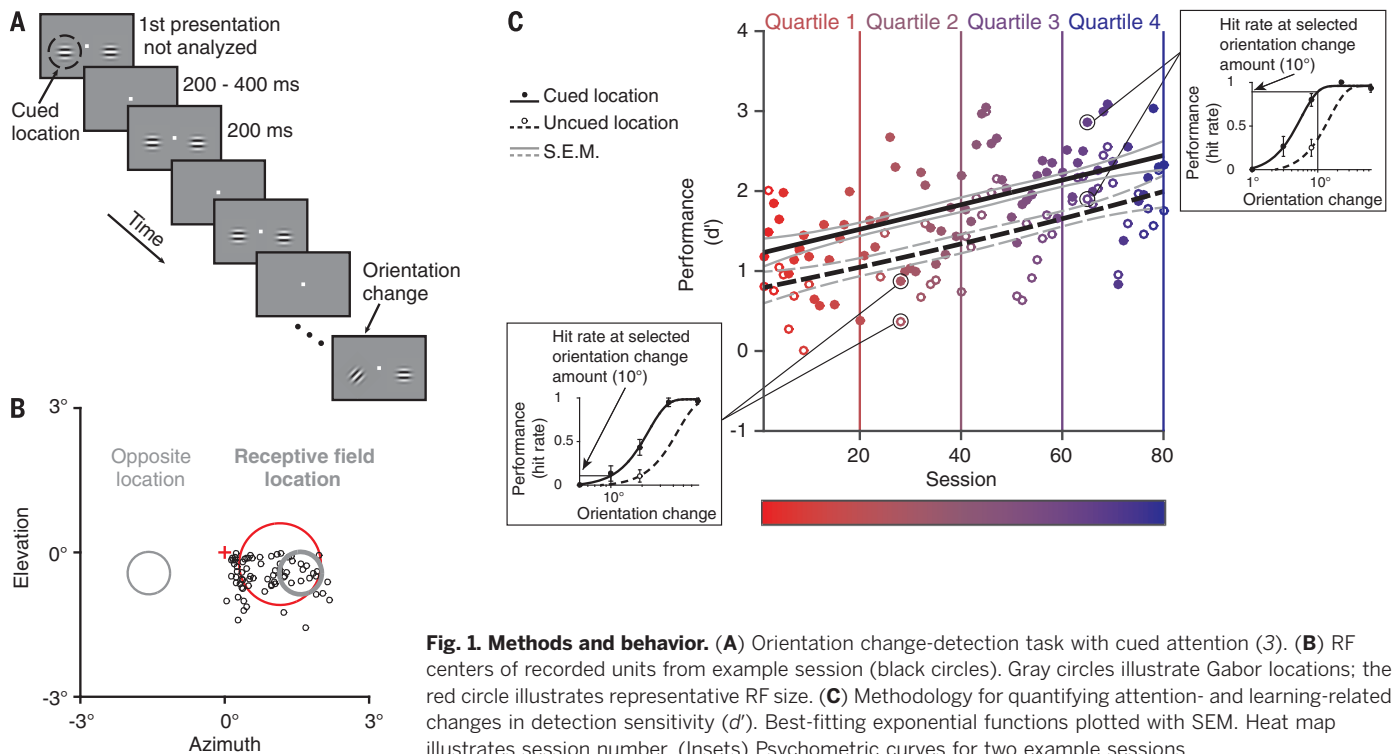 A
1st presentation
not analyzed
200 - 400 ms
Cued
location
200 ms
Time
Orientation
change
B
3°
Opposite
location
Receptive field
location
Elevation
0°
-3°
-3°
0°
3°
Azimuth
C
Cued location
Uncued location
S.E.M.
Quartile 1
Quartile 2
Quartile 3
Quartile 4
4
3
2
1
0
-1
Performance
(d')
20
40
60
80
Session
Hit rate at selected
orientation change
amount (10°)
1
0.5
0
Performance
(hit rate)
10°
Orientation change
Hit rate at selected
orientation change
amount (10°)
1
0.5
0
Performance
(hit rate)
1°
10°
Orientation change
Fig. 1. Methods and behavior. (A) Orientation change-detection task with cued attention (3). (B) RF
centers of recorded units from example session (black circles). Gray circles illustrate Gabor locations; the
red circle illustrates representative RF size. (C) Methodology for quantifying attention- and learning-related
changes in detection sensitivity (d'). Best-fitting exponential functions plotted with SEM. Heat map
illustrates session number. (Insets) Psychometric curves for two example sessions.